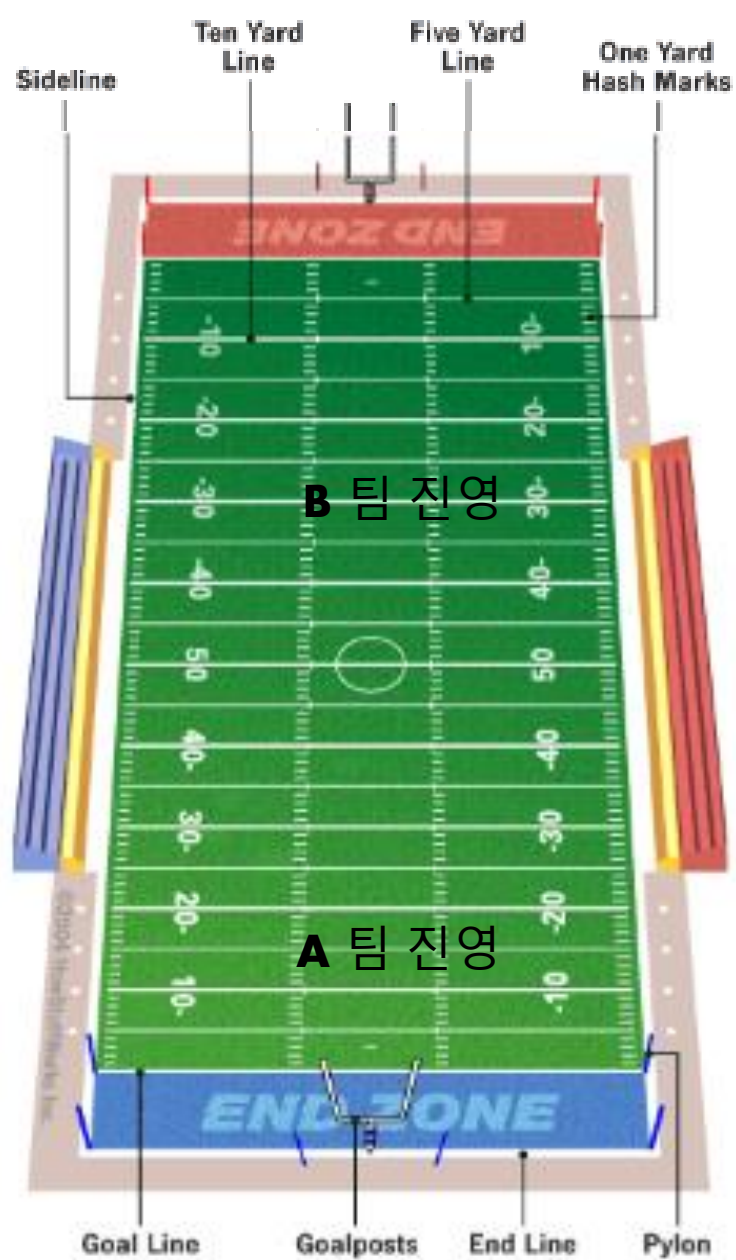 Ten Yard
Line
Five Yard
Line
One Yard
Hash Marks
Sideline
END ZONE
-10 10-
-20 20-
-30 30-
B 팀 진영
-40 40-
50 50
40- -40
30- -30
20- -20
A 팀 진영
10- -10
END ZONE
Goal Line
Goalposts
End Line
Pylon